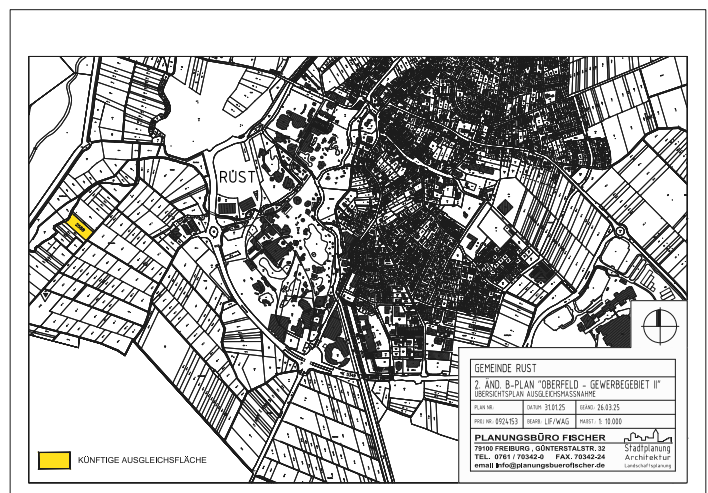 RUST
GEMEINDE RUST
2. ÄND. B-PLAN "OBERFELD - GEWERBEGEBIET II"
ÜBERSICHTSPLAN AUSGLEICHSMASSNAHME
PLAN NR: DATUM: 31.01.25 GEÄND: 26.03.25
PROJ NR: 0924153 BEARB: LIF/WAG MABST.: 1: 10.000
PLANUNGSBÜRO FISCHER
79100 FREIBURG , GÜNTERSTALSTR. 32
TEL. 0761 / 70342-0 FAX. 70342-24
email info@planungsbuerofischer.de
Stadtplanung
Architektur
Landschaftsplanung
KÜNFTIGE AUSGLEICHSFLÄCHE